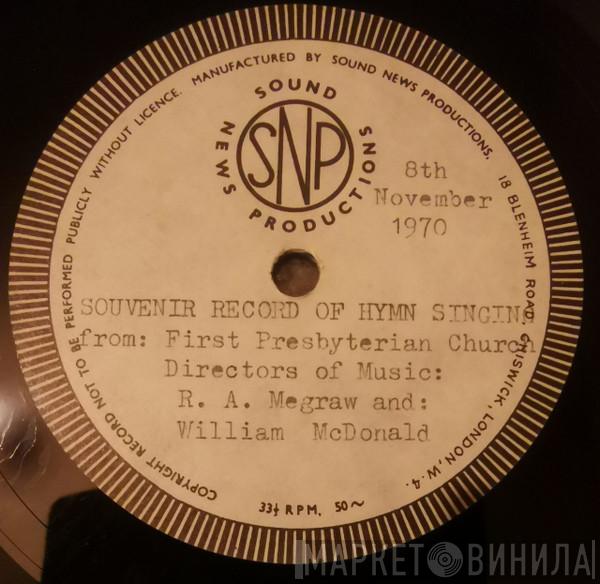 COPYRIGHT RECORD NOT TO BE PERFORMED PUBLICLY WITHOUT LICENCE. MANUFACTURED BY SOUND NEWS PRODUCTIONS, 18 BLENHEIM ROAD, CHISWICK, LONDON, W.4.
SOUND
NEWS
SNP
PRODUCTIONS
8th
November
1970
SOUVENIR RECORD OF HYMN SINGING
from: First Presbyterian Church
Directors of Music:
R. A. Megraw and:
William McDonald
33⅓ R.P.M. 50~
МАРКЕТ ВИНИЛА